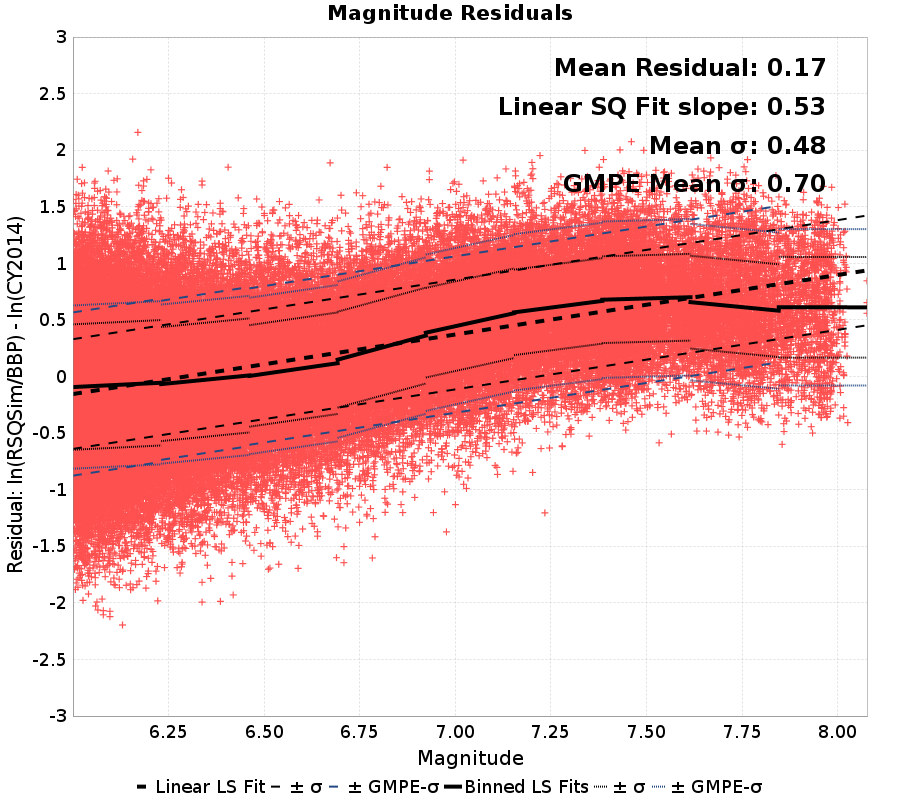 Magnitude Residuals
Mean Residual: 0.17
Linear SQ Fit slope: 0.53
Mean σ: 0.48
GMPE Mean σ: 0.70
Residual: ln(RSQSim/BBP) - ln(CY2014)
3
2.5
2
1.5
1
0.5
0
-0.5
-1
-1.5
-2
-2.5
-3
6.25 6.50 6.75 7.00 7.25 7.50 7.75 8.00
Magnitude
Linear LS Fit ± σ ± GMPE-σ Binned LS Fits ± σ ± GMPE-σ